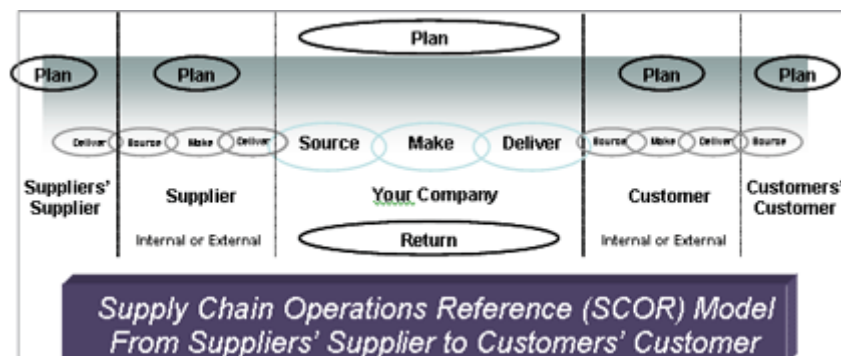 Plan
Plan Plan Plan Plan
Deliver Source Make Deliver Source Make Deliver Source Make Deliver Source
Suppliers' Supplier Your Company Customer Customers'
Supplier Customer
Internal or External Return Internal or External
Supply Chain Operations Reference (SCOR) Model
From Suppliers' Supplier to Customers' Customer